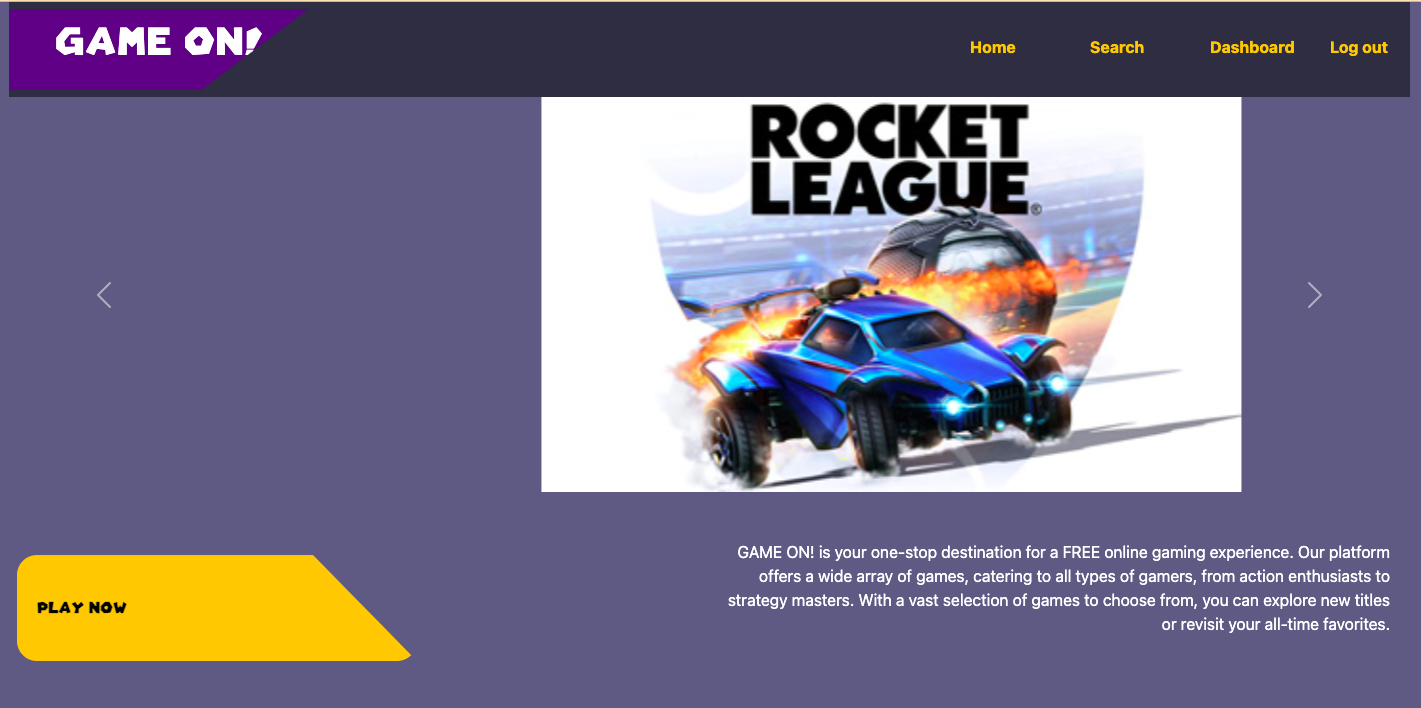 GAME ON!
Home Search Dashboard Log out
ROCKET
LEAGUE®
GAME ON! is your one-stop destination for a FREE online gaming experience. Our platform
offers a wide array of games, catering to all types of gamers, from action enthusiasts to
strategy masters. With a vast selection of games to choose from, you can explore new titles
or revisit your all-time favorites.
PLAY NOW